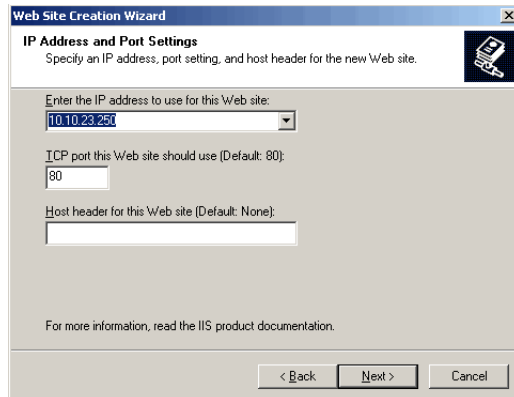 Web Site Creation Wizard
IP Address and Port Settings
Specify an IP address, port setting, and host header for the new Web site.
Enter the IP address to use for this Web site:
10.10.23.250
TCP port this Web site should use (Default: 80):
80
Host header for this Web site (Default: None):
For more information, read the IIS product documentation.
< Back
Next >
Cancel